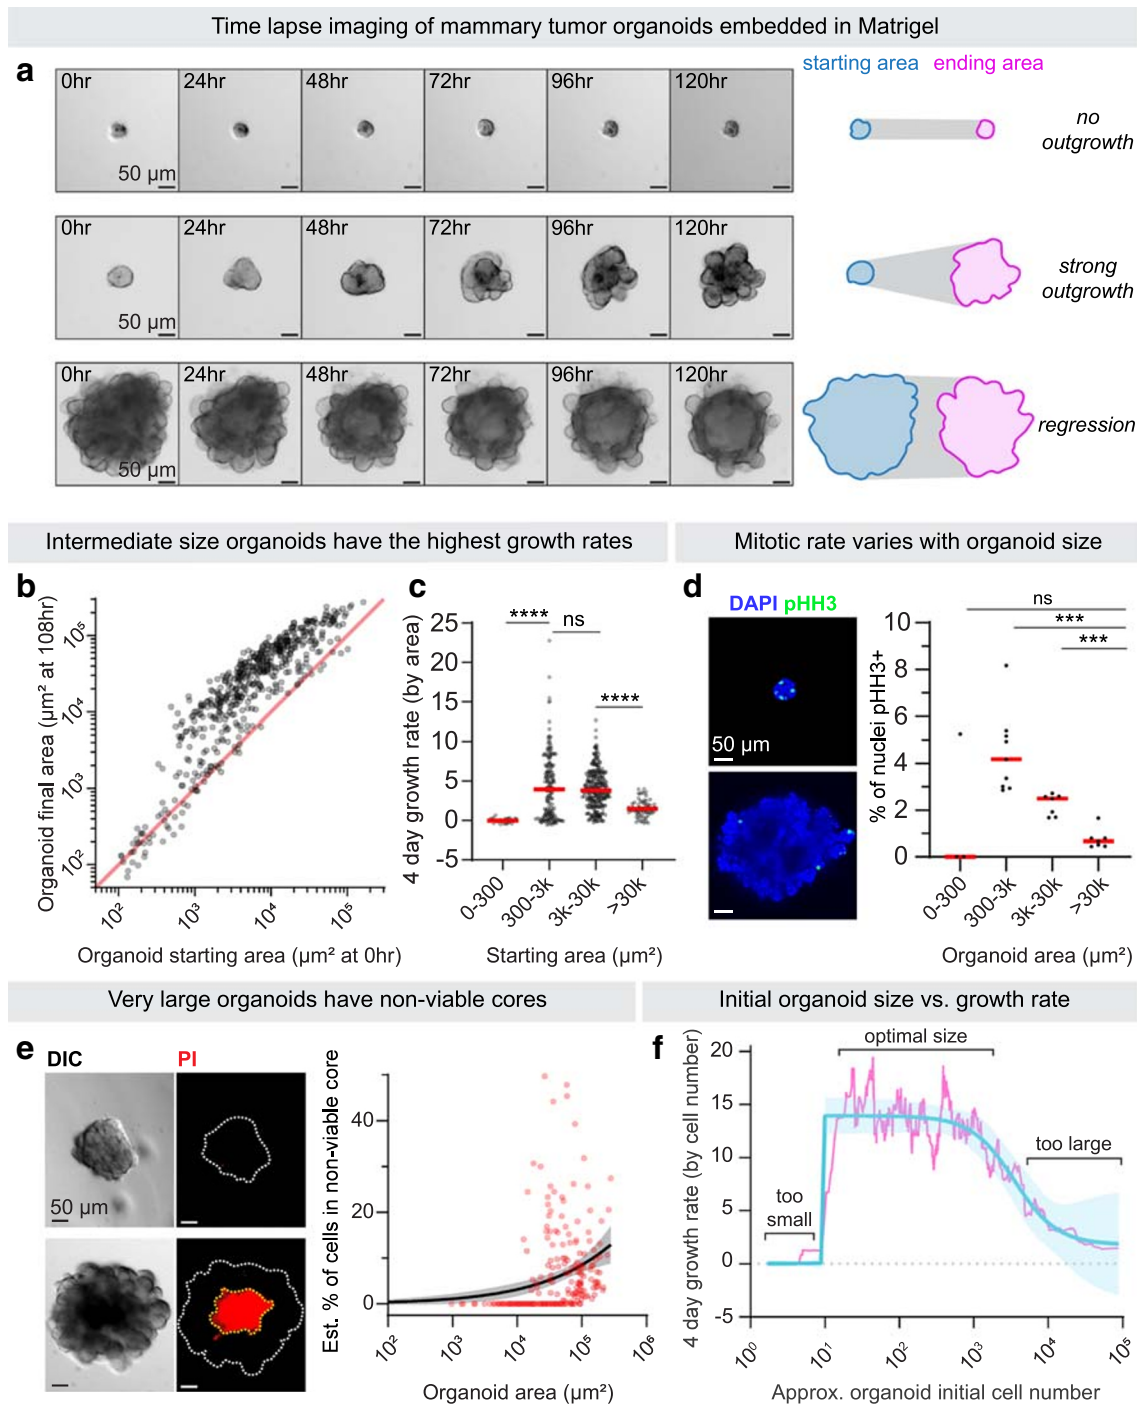 Time lapse imaging of mammary tumor organoids embedded in Matrigel
a
starting area ending area
0hr 24hr 48hr 72hr 96hr 120hr
50 µm
no
outgrowth
0hr 24hr 48hr 72hr 96hr 120hr
50 µm
strong
outgrowth
0hr 24hr 48hr 72hr 96hr 120hr
50 µm
regression
Intermediate size organoids have the highest growth rates
Mitotic rate varies with organoid size
b
Organoid final area (µm² at 108hr)
10⁵
10⁴
10³
10²
10² 10³ 10⁴ 10⁵
Organoid starting area (µm² at 0hr)
c
4 day growth rate (by area)
25
20
15
10
5
0
-5
**** ns ****
0-300 300-3k 3k-30k >30k
Starting area (µm²)
d
DAPI pHH3
50 µm
% of nuclei pHH3+
ns
***
***
10
8
6
4
2
0
0-300 300-3k 3k-30k >30k
Organoid area (µm²)
Very large organoids have non-viable cores
Initial organoid size vs. growth rate
e
DIC PI
50 µm
Est. % of cells in non-viable core
40
20
0
10² 10³ 10⁴ 10⁵ 10⁶
Organoid area (µm²)
f
4 day growth rate (by cell number)
20
15
10
5
0
-5
optimal size
too large
too
small
10⁰ 10¹ 10² 10³ 10⁴ 10⁵
Approx. organoid initial cell number